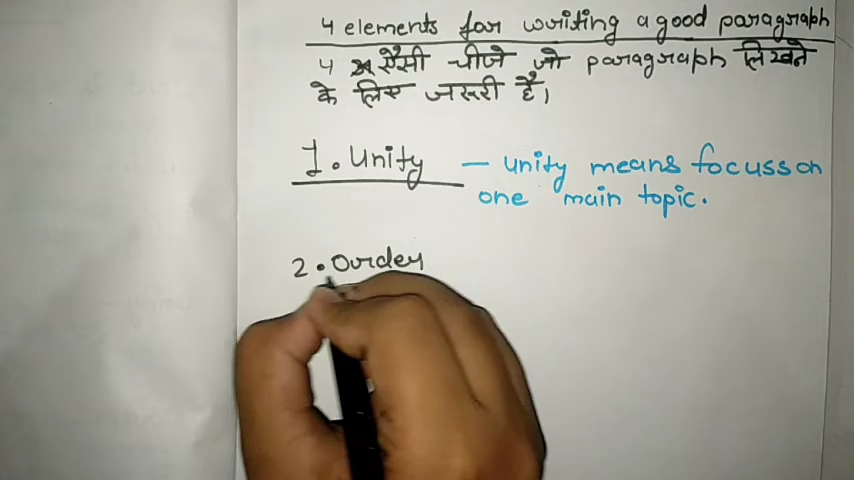 4 elements for writing a good paragraph
4 ऐसी चीजे जो paragraph लिखने
के लिए जरूरी है।
1. Unity — unity means focuss on
one main topic.
2. Order